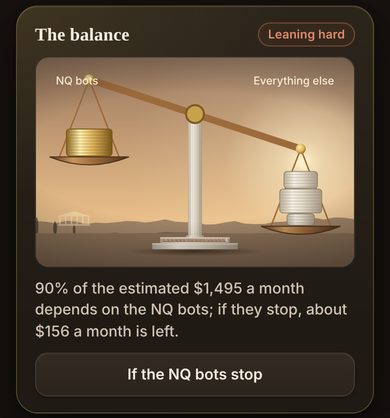 The balance
Leaning hard
NQ bots
Everything else
90% of the estimated $1,495 a month
depends on the NQ bots; if they stop, about
$156 a month is left.
If the NQ bots stop